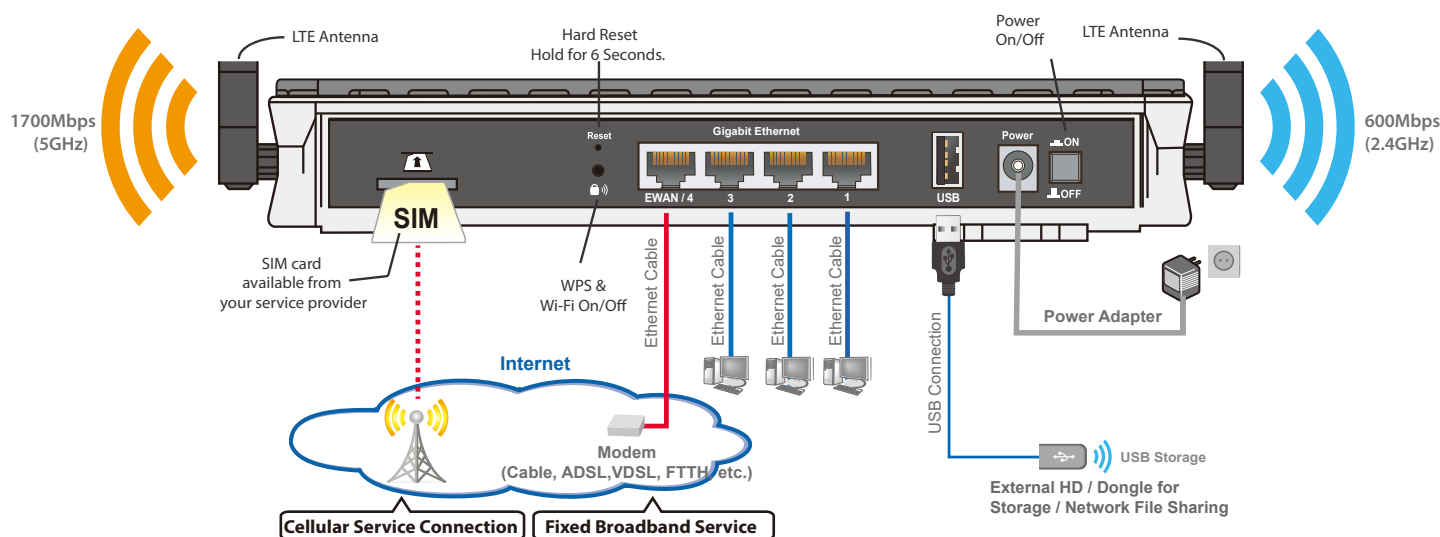 LTE Antenna
Hard Reset
Hold for 6 Seconds.
Power
On/Off
LTE Antenna
1700Mbps
(5GHz)
600Mbps
(2.4GHz)
Reset
Gigabit Ethernet
Power
ON
OFF
EWAN / 4
3
2
1
USB
SIM
SIM card
available from
your service provider
WPS &
Wi-Fi On/Off
Ethernet Cable
Ethernet Cable
Ethernet Cable
Ethernet Cable
USB Connection
Power Adapter
Internet
Modem
(Cable, ADSL,VDSL, FTTH, etc.)
USB Storage
External HD / Dongle for
Storage / Network File Sharing
Cellular Service Connection
Fixed Broadband Service